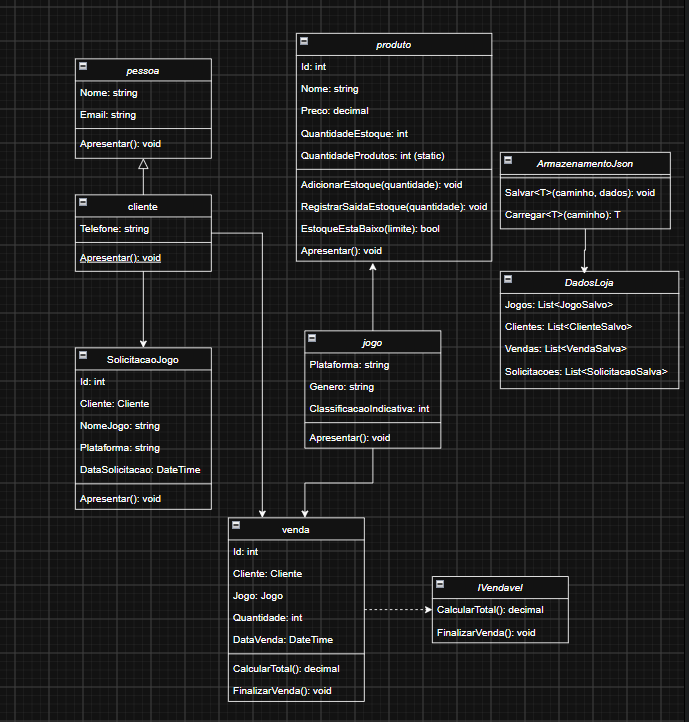 pessoa
Nome: string
Email: string
Apresentar(): void
cliente
Telefone: string
Apresentar(): void
SolicitacaoJogo
Id: int
Cliente: Cliente
NomeJogo: string
Plataforma: string
DataSolicitacao: DateTime
Apresentar(): void
produto
Id: int
Nome: string
Preco: decimal
QuantidadeEstoque: int
QuantidadeProdutos: int (static)
AdicionarEstoque(quantidade): void
RegistrarSaidaEstoque(quantidade): void
EstoqueEstaBaixo(limite): bool
Apresentar(): void
jogo
Plataforma: string
Genero: string
ClassificacaoIndicativa: int
Apresentar(): void
venda
Id: int
Cliente: Cliente
Jogo: Jogo
Quantidade: int
DataVenda: DateTime
CalcularTotal(): decimal
FinalizarVenda(): void
ArmazenamentoJson
Salvar<T>(caminho, dados): void
Carregar<T>(caminho): T
DadosLoja
Jogos: List<JogoSalvo>
Clientes: List<ClienteSalvo>
Vendas: List<VendaSalva>
Solicitacoes: List<SolicitacaoSalva>
IVendavel
CalcularTotal(): decimal
FinalizarVenda(): void